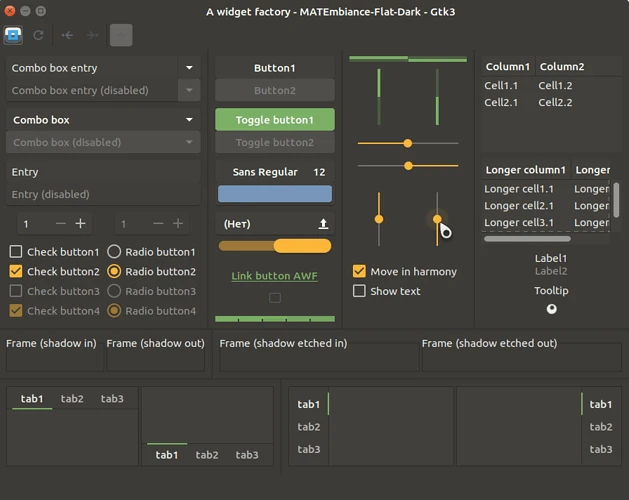 A widget factory - MATEmbiance-Flat-Dark - Gtk3
Combo box entry
Combo box entry (disabled)
Combo box
Combo box (disabled)
Entry
Entry (disabled)
1 — + 1 — +
Check button1 Radio button1
Check button2 Radio button2
Check button3 Radio button3
Check button4 Radio button4
Button1
Button2
Toggle button1
Toggle button2
Sans Regular 12
(Нет)
Link button AWF
Move in harmony
Show text
Column1 Column2
Cell1.1 Cell1.2
Cell2.1 Cell2.2
Longer column1 Longer
Longer cell1.1 Longer
Longer cell2.1 Longer
Longer cell3.1 Longer
Label1
Label2
Tooltip
Frame (shadow in) Frame (shadow out) Frame (shadow etched in) Frame (shadow etched out)
tab1 tab2 tab3
tab1 tab2 tab3
tab1
tab2
tab3
tab1
tab2
tab3